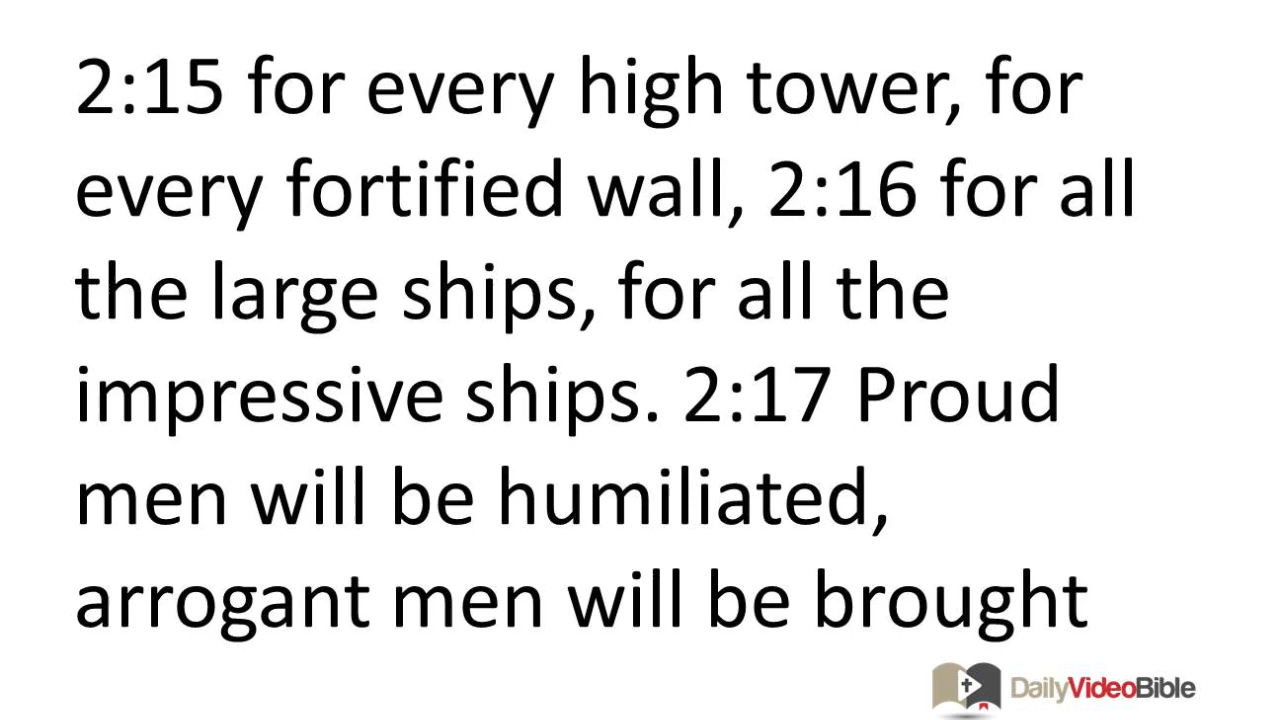 2:15 for every high tower, for
every fortified wall, 2:16 for all
the large ships, for all the
impressive ships. 2:17 Proud
men will be humiliated,
arrogant men will be brought
DailyVideoBible